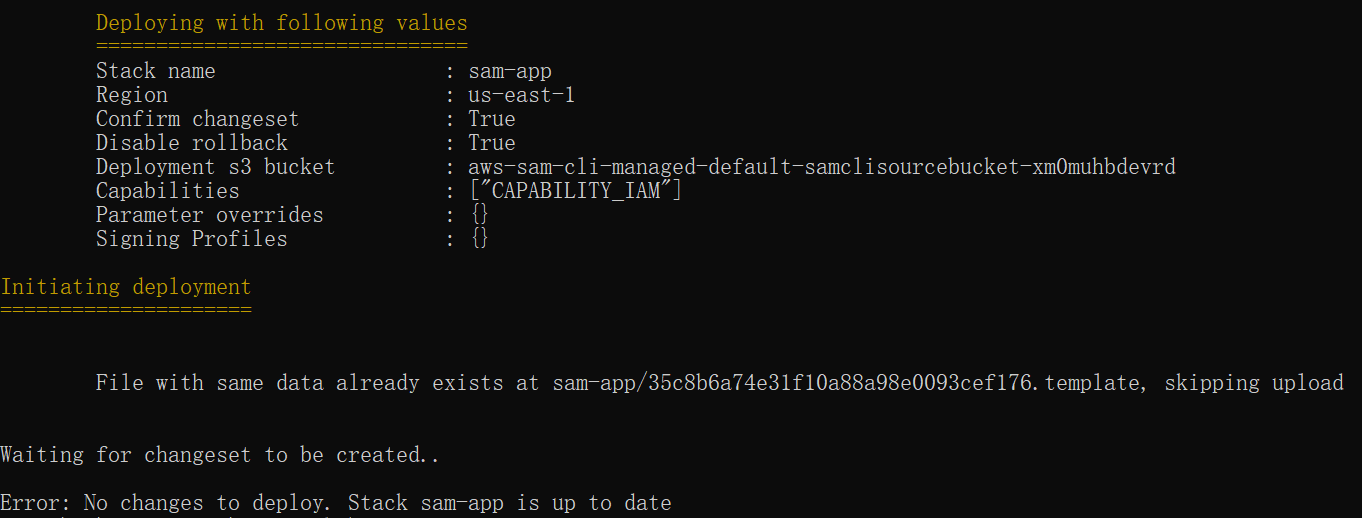 Deploying with following values
===============================
Stack name                   : sam-app
Region                       : us-east-1
Confirm changeset            : True
Disable rollback             : True
Deployment s3 bucket         : aws-sam-cli-managed-default-samclisourcebucket-xm0muhbdevrd
Capabilities                 : ["CAPABILITY_IAM"]
Parameter overrides          : {}
Signing Profiles             : {}
Initiating deployment
=====================
File with same data already exists at sam-app/35c8b6a74e31f10a88a98e0093cef176.template, skipping upload
Waiting for changeset to be created..
Error: No changes to deploy. Stack sam-app is up to date